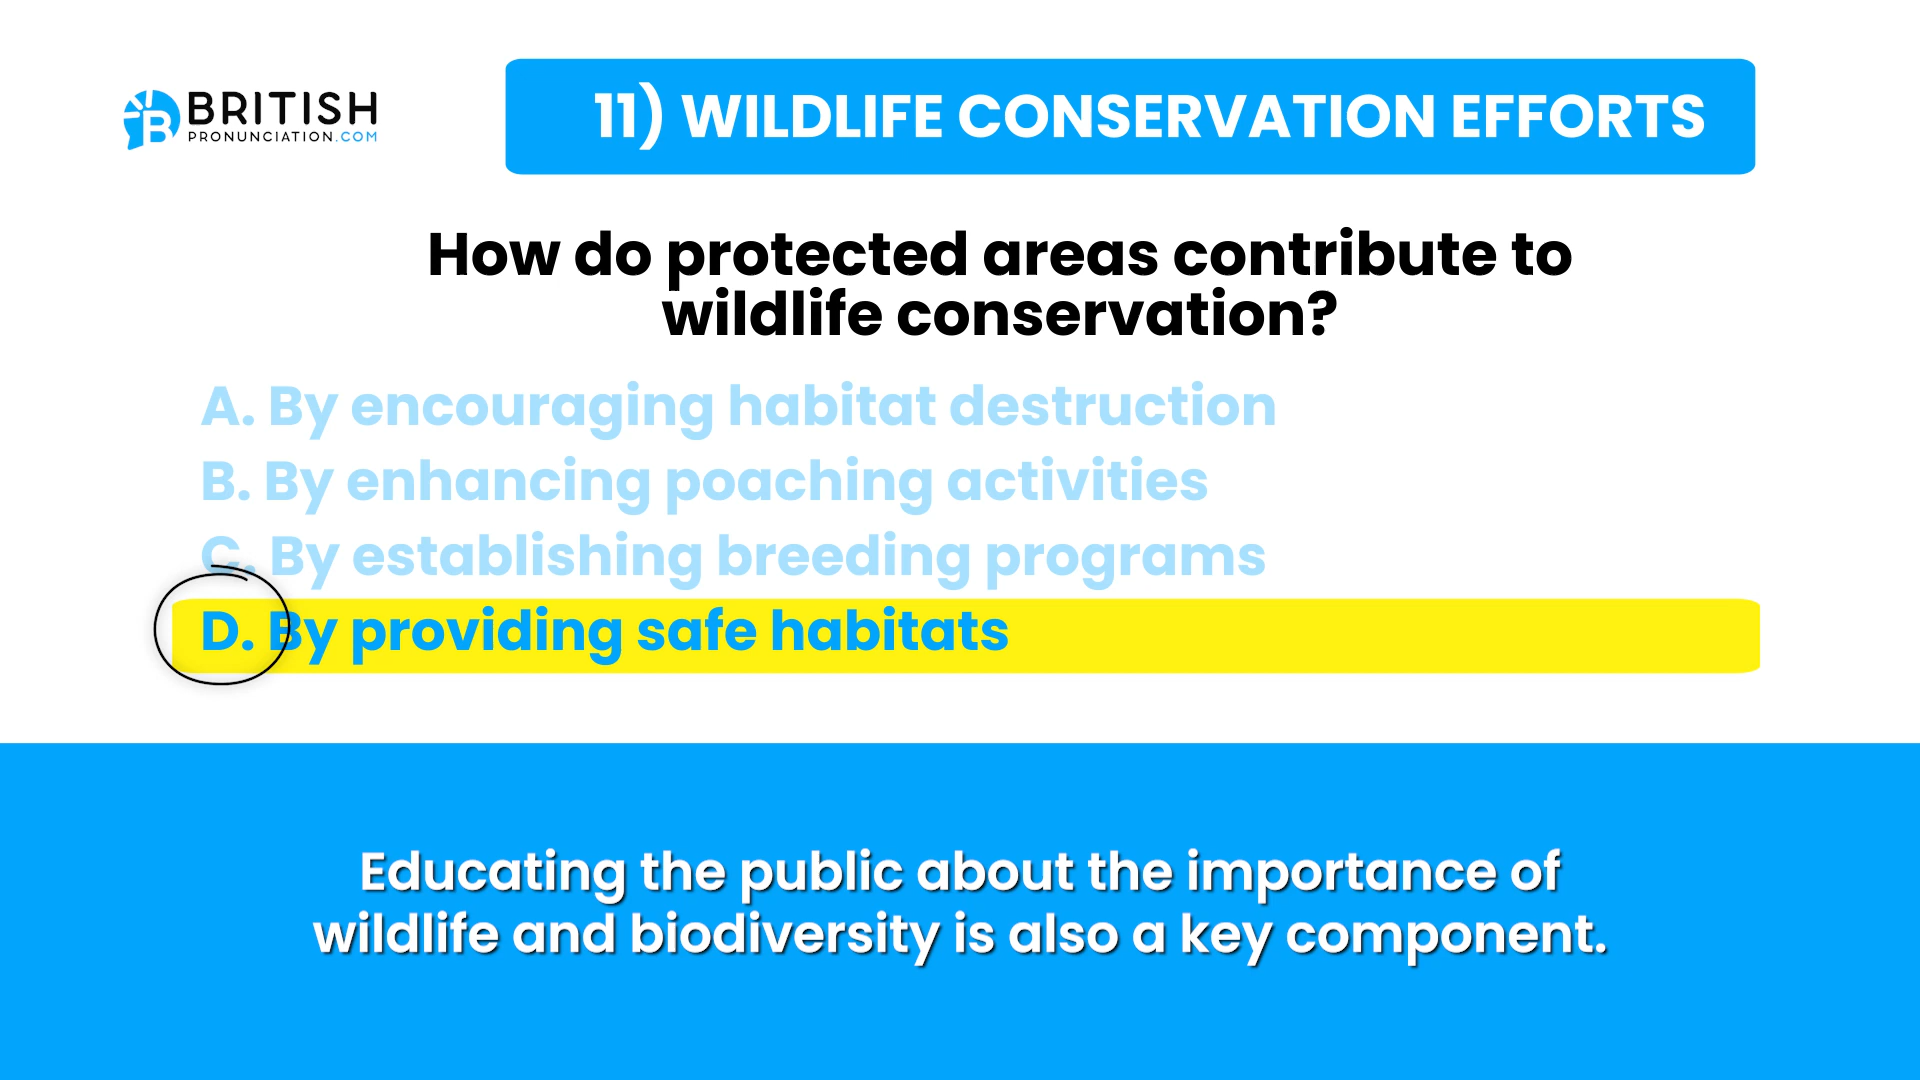 BRITISH
PRONUNCIATION.COM
11) WILDLIFE CONSERVATION EFFORTS
How do protected areas contribute to
wildlife conservation?
A. By encouraging habitat destruction
B. By enhancing poaching activities
C. By establishing breeding programs
D. By providing safe habitats
Educating the public about the importance of
wildlife and biodiversity is also a key component.